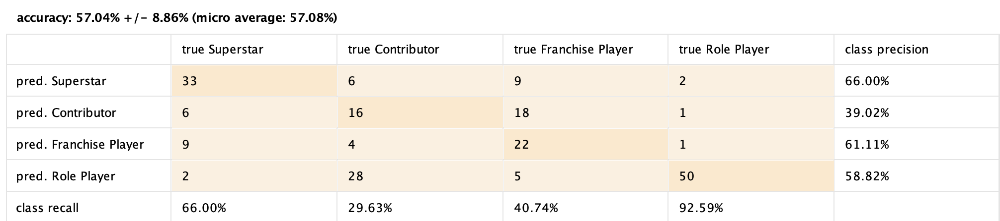 accuracy: 57.04% +/- 8.86% (micro average: 57.08%)
true Superstar true Contributor true Franchise Player true Role Player class precision
pred. Superstar 33 6 9 2 66.00%
pred. Contributor 6 16 18 1 39.02%
pred. Franchise Player 9 4 22 1 61.11%
pred. Role Player 2 28 5 50 58.82%
class recall 66.00% 29.63% 40.74% 92.59%